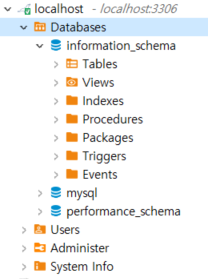 localhost - localhost:3306
Databases
information_schema
Tables
Views
Indexes
Procedures
Packages
Triggers
Events
mysql
performance_schema
Users
Administer
System Info